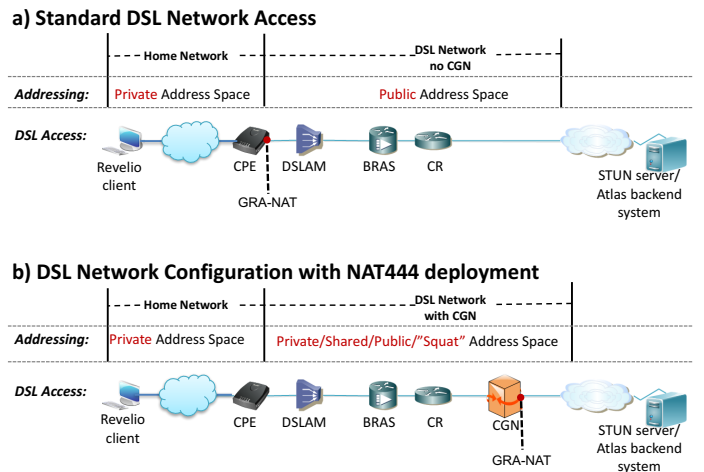 a) Standard DSL Network Access
Home Network
DSL Network
no CGN
Addressing: Private Address Space Public Address Space
DSL Access:
Revelio
client
CPE DSLAM BRAS CR
GRA-NAT
STUN server/
Atlas backend
system
b) DSL Network Configuration with NAT444 deployment
Home Network
DSL Network
with CGN
Addressing: Private Address Space Private/Shared/Public/”Squat” Address Space
DSL Access:
Revelio
client
CPE DSLAM BRAS CR CGN
GRA-NAT
STUN server/
Atlas backend
system